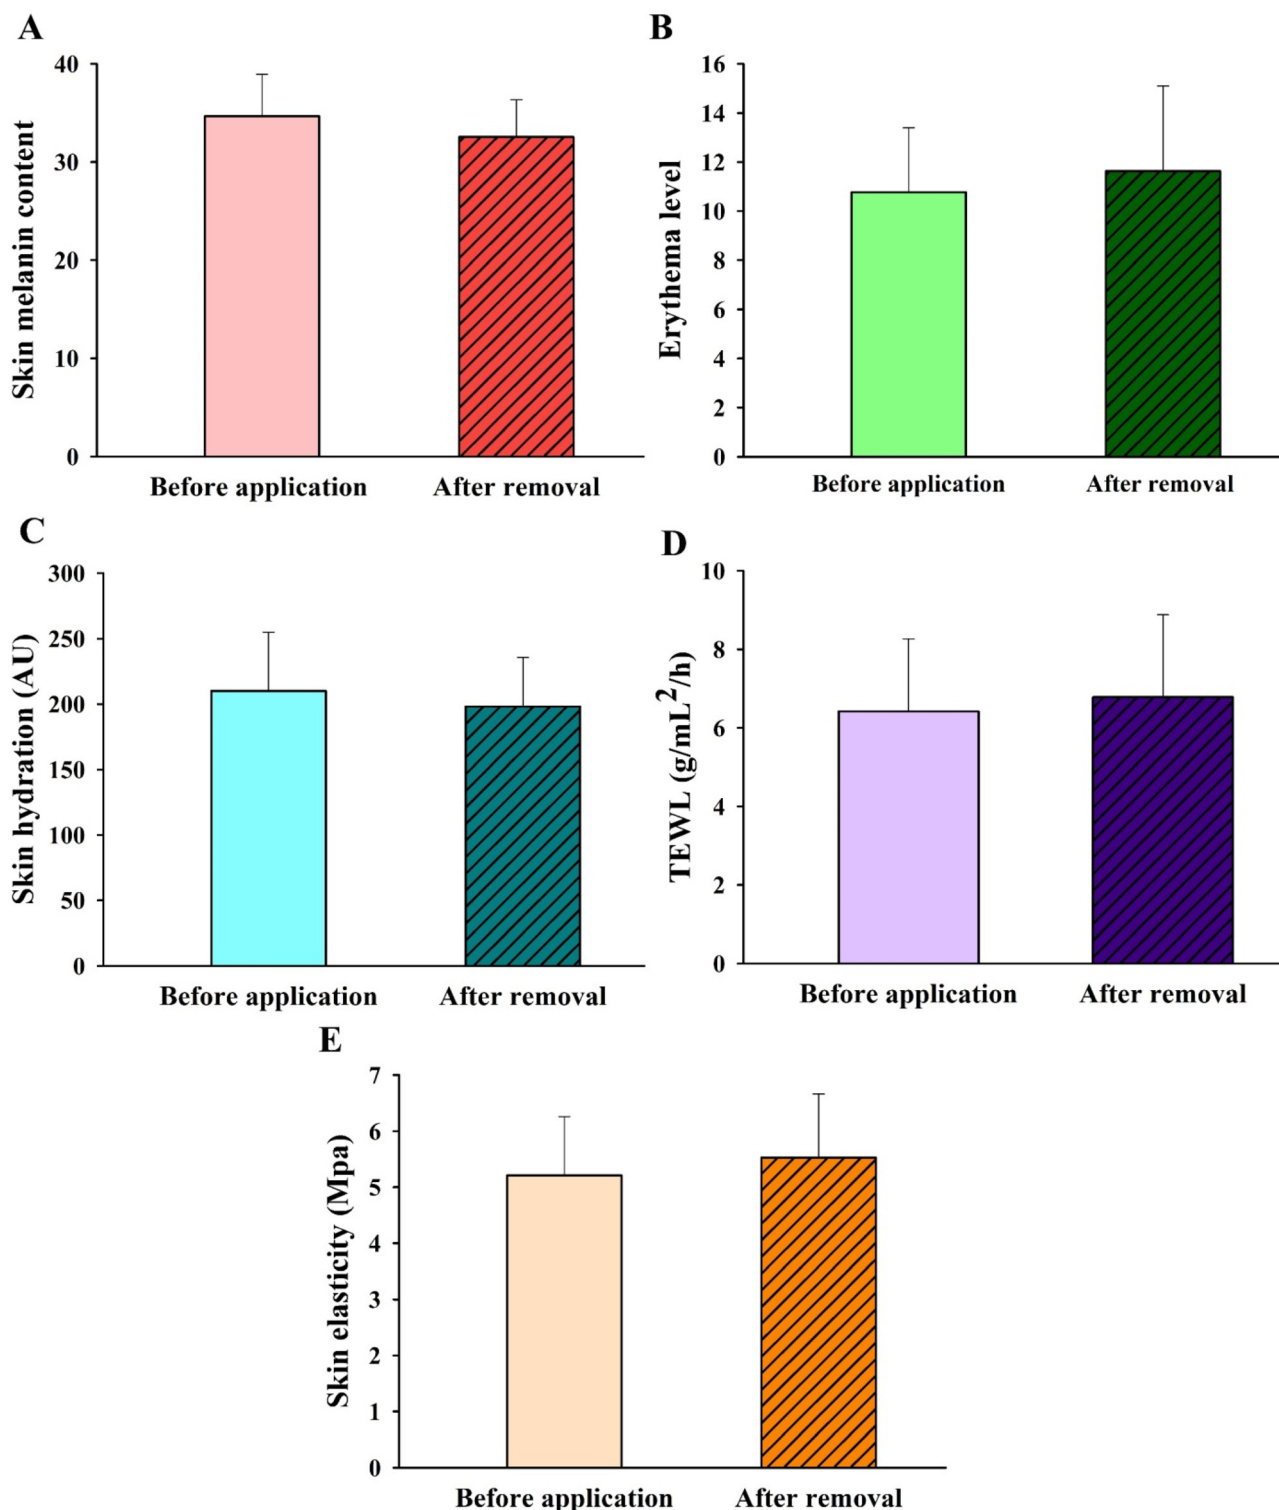 A
Skin melanin content
40
30
20
10
0
Before application
After removal
B
Erythema level
16
14
12
10
8
6
4
2
0
Before application
After removal
C
Skin hydration (AU)
300
250
200
150
100
50
0
Before application
After removal
D
TEWL (g/mL²/h)
10
8
6
4
2
0
Before application
After removal
E
Skin elasticity (Mpa)
7
6
5
4
3
2
1
0
Before application
After removal